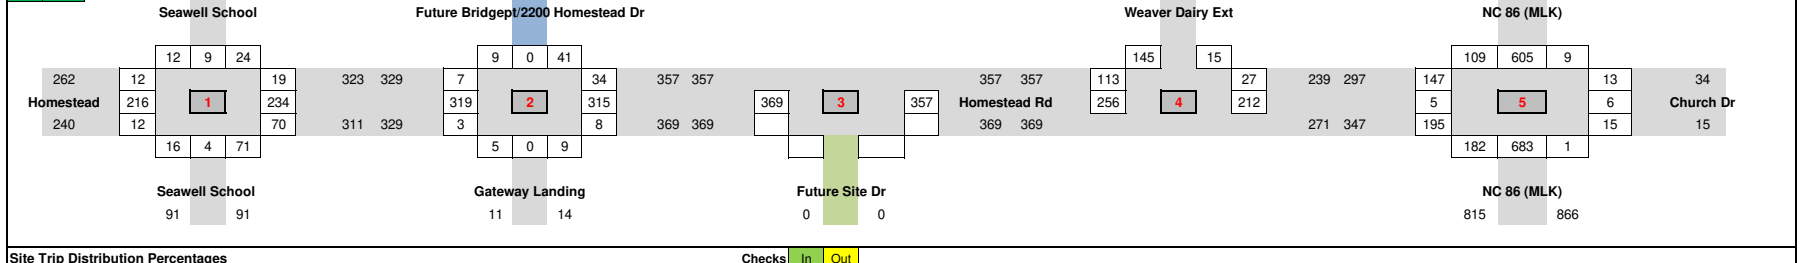 Seawell School Future Bridgept/2200 Homestead Dr Weaver Dairy Ext NC 86 (MLK)
12 9 24 9 0 41 145 15 109 605 9
262 12 19 323 329 7 34 357 357 357 357 113 27 239 297 147 13 34
Homestead 216 1 234 319 2 315 369 3 357 Homestead Rd 256 4 212 5 5 6 Church Dr
240 12 70 311 329 3 8 369 369 369 369 271 347 195 15 15
16 4 71 5 0 9 182 683 1
Seawell School Gateway Landing Future Site Dr NC 86 (MLK)
91 91 11 14 0 0 815 866
Site Trip Distribution Percentages Checks In Out